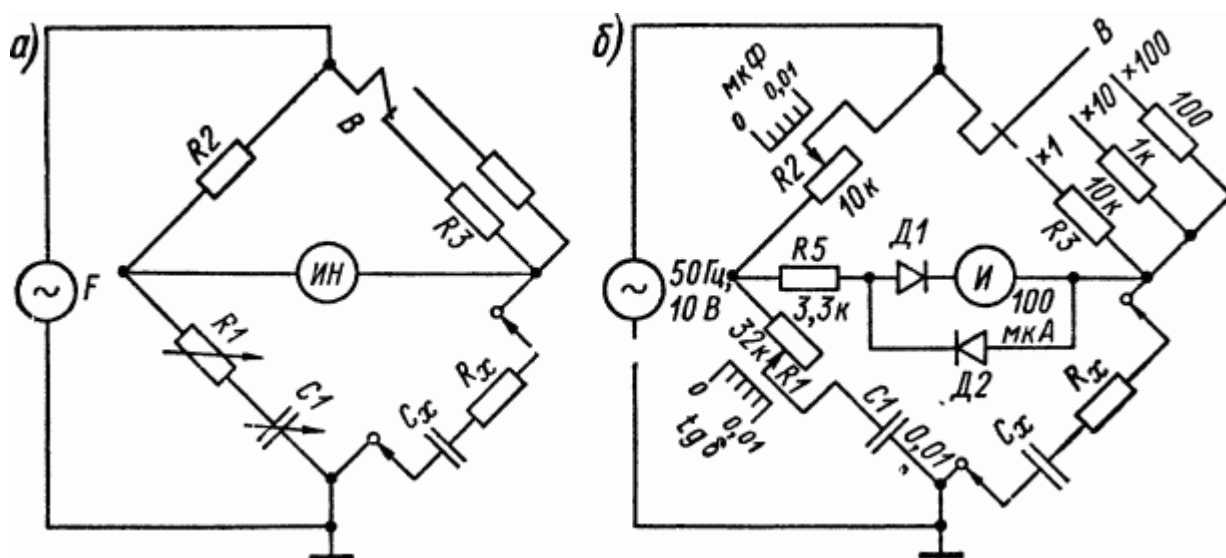 а)
R2
В
R3
F
ИН
R1
C1
Cx
Rx
б)
мкФ
0
0,01
R2
10к
В
×1
×10
×100
R3
10к
1к
100
50Гц,
10 В
R5
3,3к
Д1
И
100
мкА
Д2
32к
R1
0
0,01
tg δ
C1
0,01
Cx
Rx